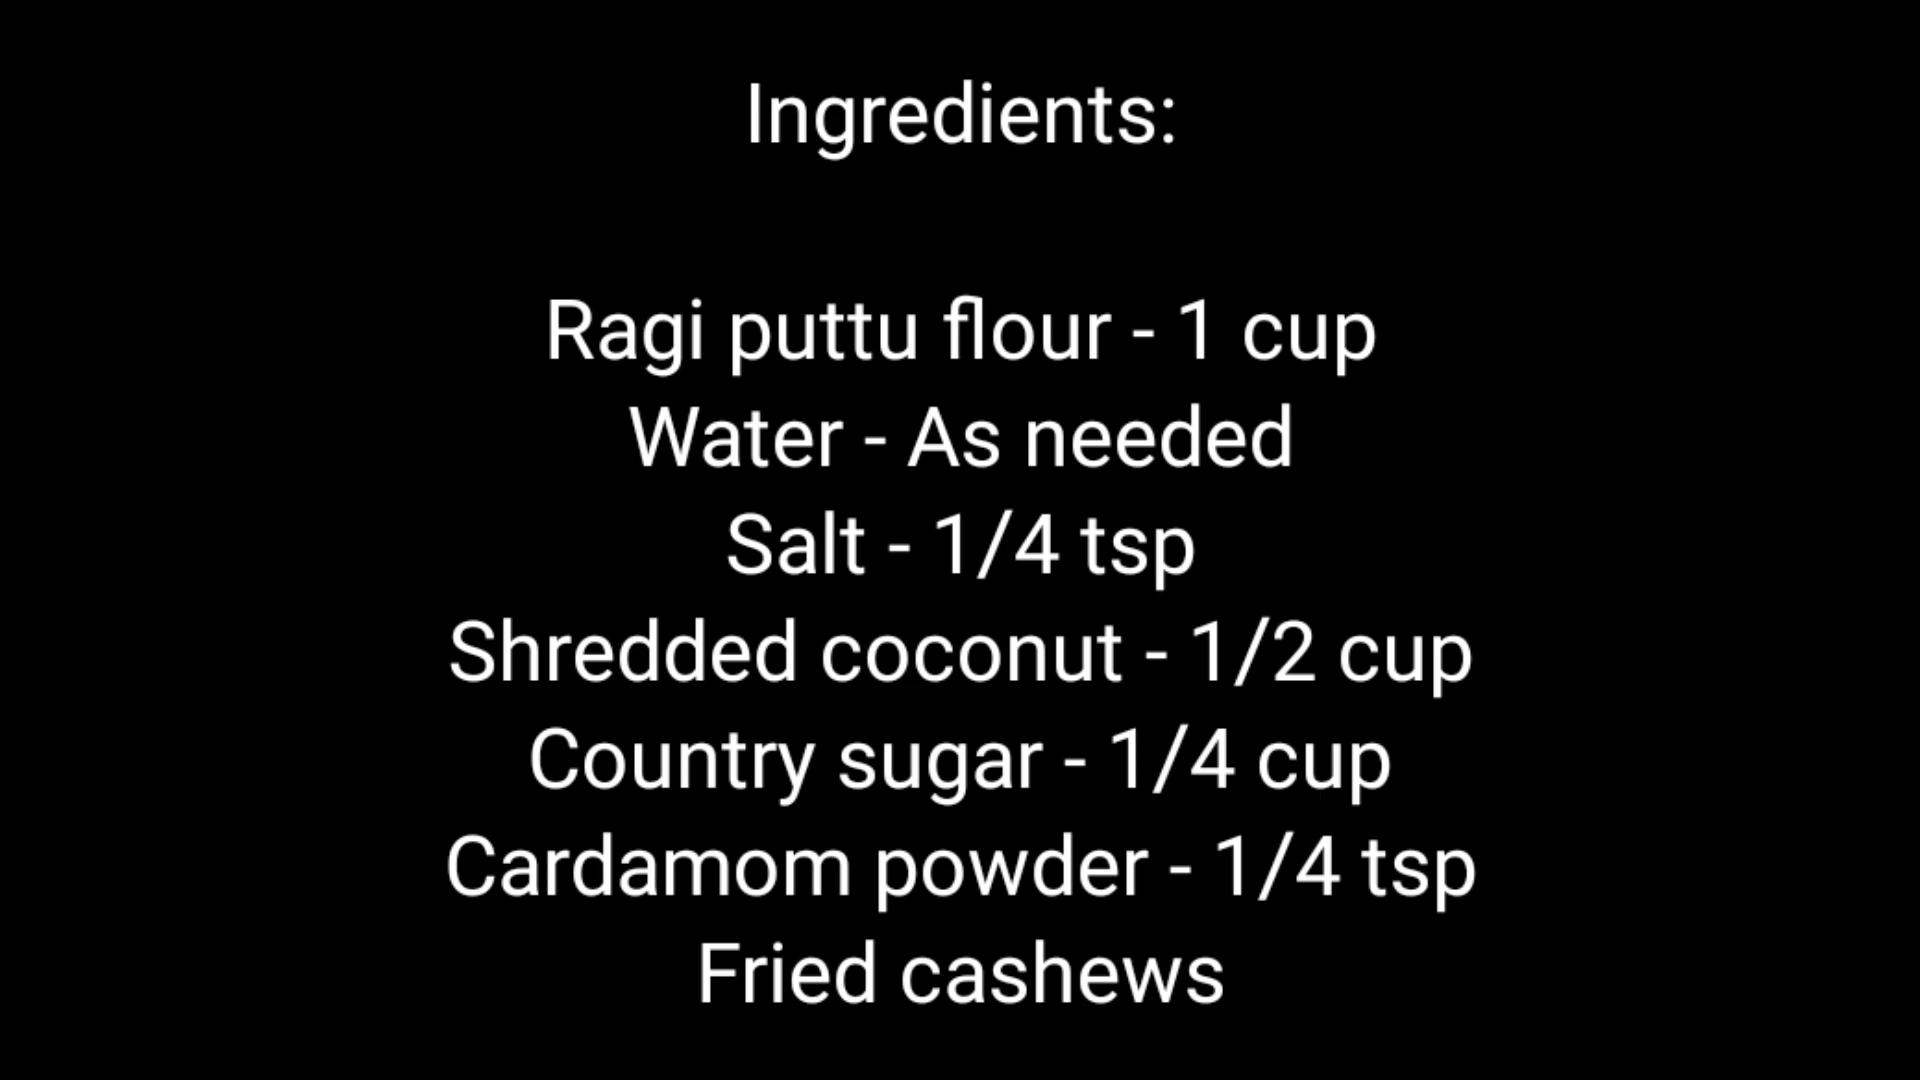 Ingredients:
Ragi puttu flour - 1 cup
Water - As needed
Salt - 1/4 tsp
Shredded coconut - 1/2 cup
Country sugar - 1/4 cup
Cardamom powder - 1/4 tsp
Fried cashews